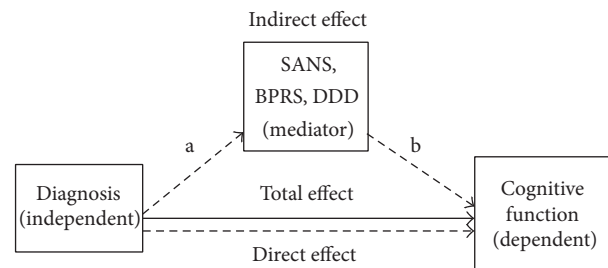 Indirect effect
SANS,
BPRS, DDD
(mediator)
a
b
Diagnosis
(independent)
Total effect
Direct effect
Cognitive
function
(dependent)